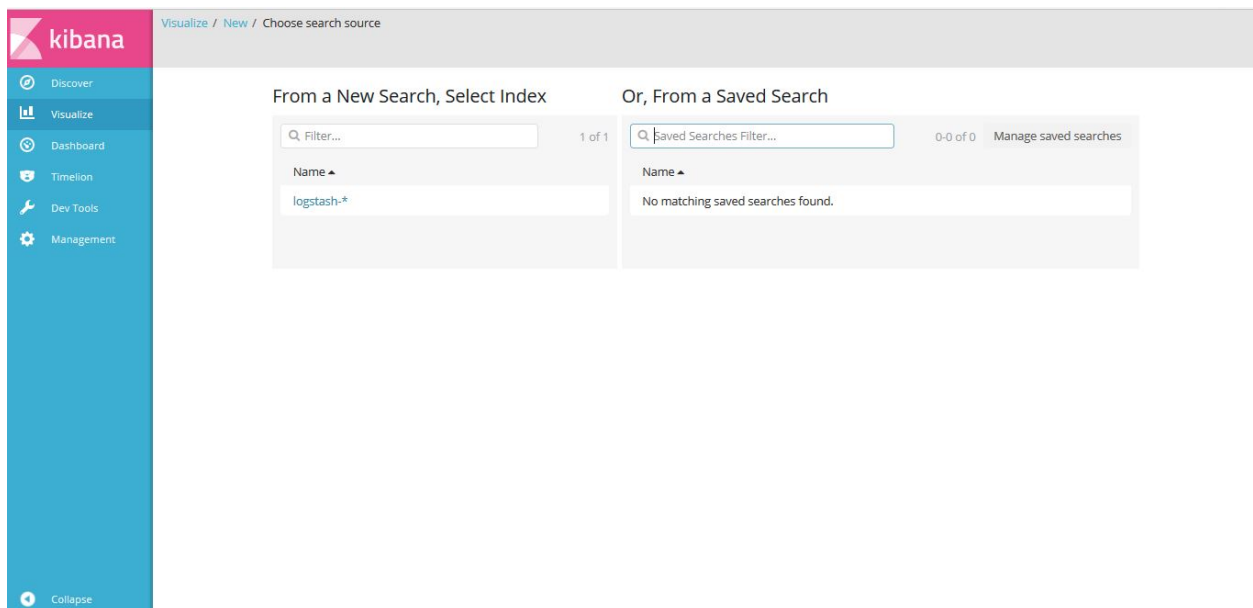 kibana
Visualize / New / Choose search source
Discover
Visualize
Dashboard
Timelion
Dev Tools
Management
Collapse
From a New Search, Select Index
Filter...
1 of 1
Name
logstash-*
Or, From a Saved Search
Saved Searches Filter...
0-0 of 0
Manage saved searches
Name
No matching saved searches found.